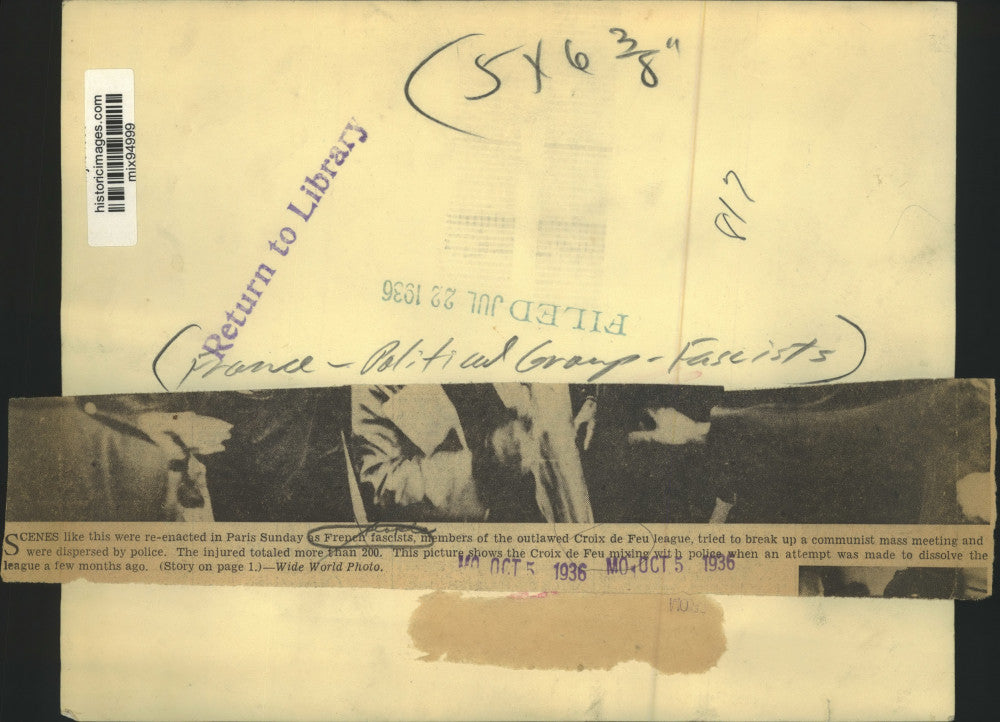 (5 x 6 3/8"
historicimages.com
mix94999
Return to Library
817
FILED JUL 22 1936
(France - Political Group - Fascists)
SCENES like this were re-enacted in Paris Sunday as French fascists, members of the outlawed Croix de Feu league, tried to break up a communist mass meeting and
were dispersed by police. The injured totaled more than 200. This picture shows the Croix de Feu mixing with police when an attempt was made to dissolve the
league a few months ago. (Story on page 1.)—Wide World Photo.
MO OCT 5 1936 MO. OCT 5 1936